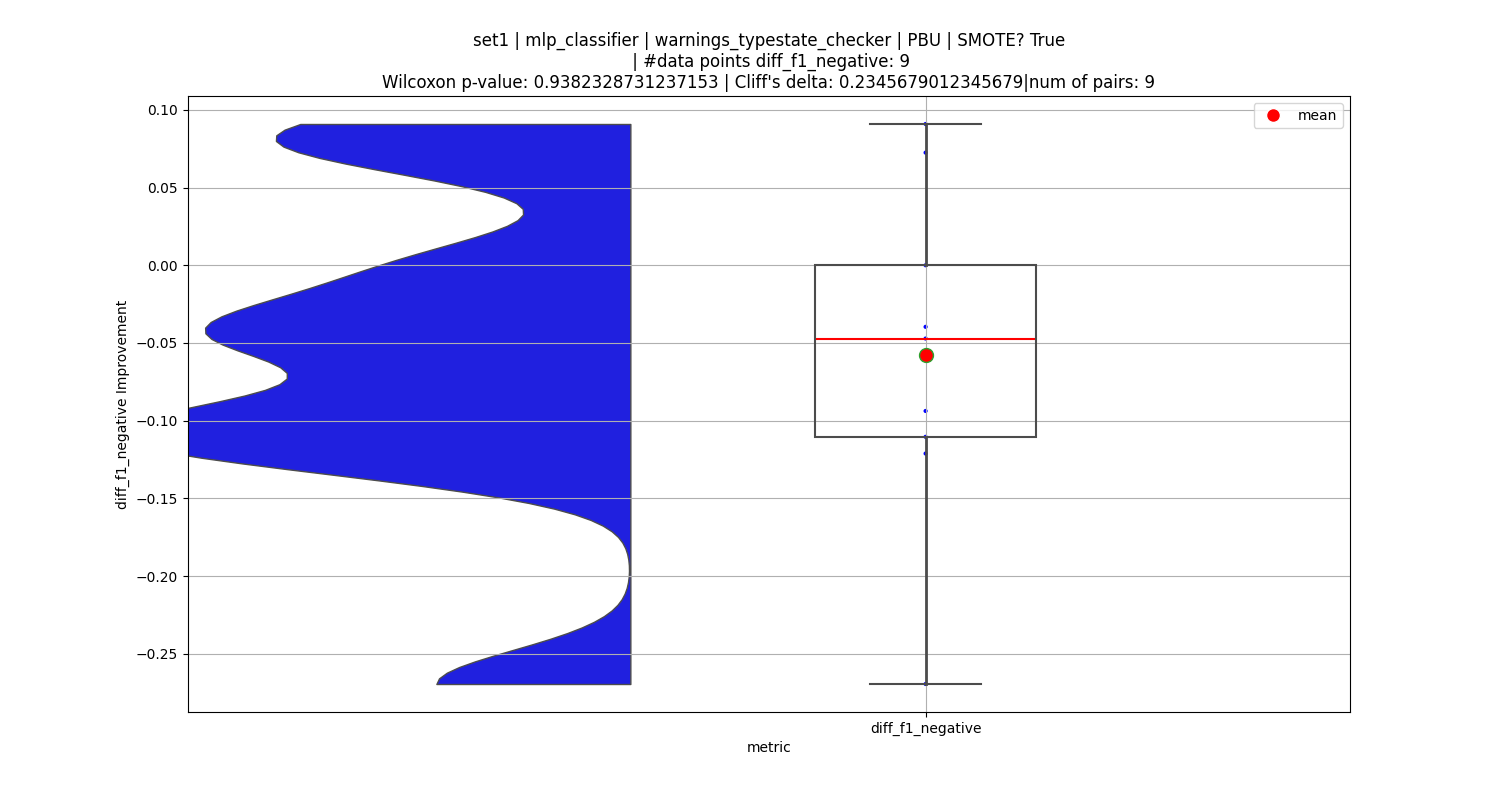 set1 | mlp_classifier | warnings_typestate_checker | PBU | SMOTE? True
| #data points diff_f1_negative: 9
Wilcoxon p-value: 0.9382328731237153 | Cliff's delta: 0.2345679012345679|num of pairs: 9
mean
0.10
0.05
0.00
−0.05
−0.10
−0.15
−0.20
−0.25
diff_f1_negative Improvement
diff_f1_negative
metric